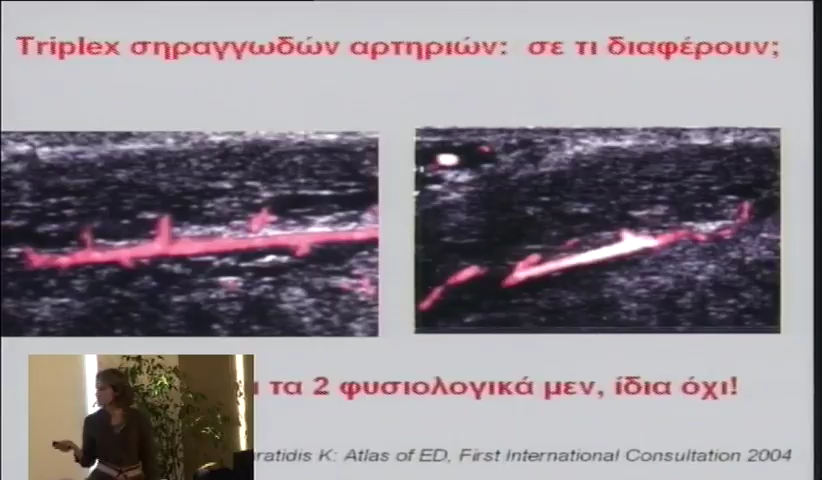 Triplex σηραγγωδών αρτηριών: σε τι διαφέρουν;
τα 2 φυσιολογικά μεν, ίδια όχι!
K: Atlas of ED, First International Consultation 2004